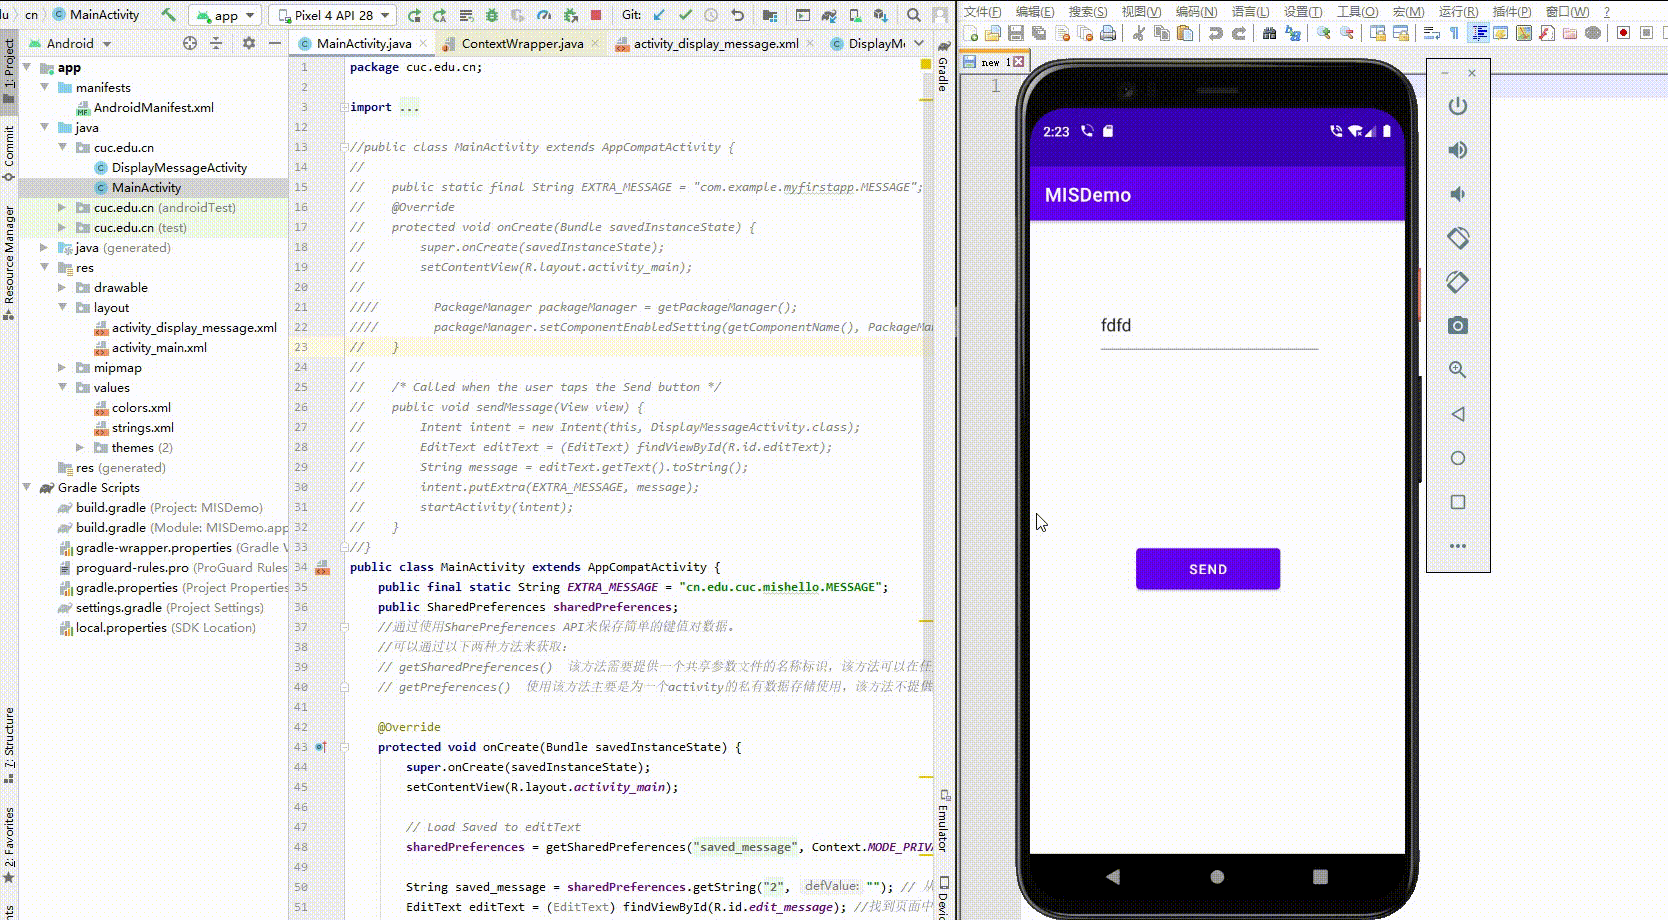 du
cn
MainActivity
app
Pixel 4 API 28
Git:
Android
MainActivity.java
ContextWrapper.java
activity_display_message.xml
DisplayM
1: Project
Commit
Resource Manager
7: Structure
2: Favorites
app
manifests
AndroidManifest.xml
java
cuc.edu.cn
DisplayMessageActivity
MainActivity
cuc.edu.cn (androidTest)
cuc.edu.cn (test)
java (generated)
res
drawable
layout
activity_display_message.xml
activity_main.xml
mipmap
values
colors.xml
strings.xml
themes (2)
res (generated)
Gradle Scripts
build.gradle (Project: MISDemo)
build.gradle (Module: MISDemo.app
gradle-wrapper.properties (Gradle V
proguard-rules.pro (ProGuard Rules
gradle.properties (Project Properties
settings.gradle (Project Settings)
local.properties (SDK Location)
1 package cuc.edu.cn;
2
3 import ...
12
13 //public class MainActivity extends AppCompatActivity {
14 //
15 //    public static final String EXTRA_MESSAGE = "com.example.myfirstapp.MESSAGE";
16 //    @Override
17 //    protected void onCreate(Bundle savedInstanceState) {
18 //        super.onCreate(savedInstanceState);
19 //        setContentView(R.layout.activity_main);
20 //
21 ////        PackageManager packageManager = getPackageManager();
22 ////        packageManager.setComponentEnabledSetting(getComponentName(), PackageMa
23 //    }
24 //
25 //    /* Called when the user taps the Send button */
26 //    public void sendMessage(View view) {
27 //        Intent intent = new Intent(this, DisplayMessageActivity.class);
28 //        EditText editText = (EditText) findViewById(R.id.editText);
29 //        String message = editText.getText().toString();
30 //        intent.putExtra(EXTRA_MESSAGE, message);
31 //        startActivity(intent);
32 //    }
33 //}
34 public class MainActivity extends AppCompatActivity {
35     public final static String EXTRA_MESSAGE = "cn.edu.cuc.mishello.MESSAGE";
36     public SharedPreferences sharedPreferences;
37     //通过使用SharePreferences API来保存简单的键值对数据。
38     //可以通过以下两种方法来获取：
39     // getSharedPreferences()  该方法需要提供一个共享参数文件的名称标识，该方法可以在任
40     // getPreferences()  使用该方法主要是为一个activity的私有数据存储使用，该方法不提供
41
42     @Override
43     protected void onCreate(Bundle savedInstanceState) {
44         super.onCreate(savedInstanceState);
45         setContentView(R.layout.activity_main);
46
47         // Load Saved to editText
48         sharedPreferences = getSharedPreferences("saved_message", Context.MODE_PRIVA
49
50         String saved_message = sharedPreferences.getString("2", defValue: ""); // 从
51         EditText editText = (EditText) findViewById(R.id.edit_message); //找到页面中
Gradle
Emulator
Devic
文件(F) 编辑(E) 搜索(S) 视图(V) 编码(N) 语言(L) 设置(T) 工具(O) 宏(M) 运行(R) 插件(P) 窗口(W) ?
new 1
1
2:23
MISDemo
fdfd
SEND